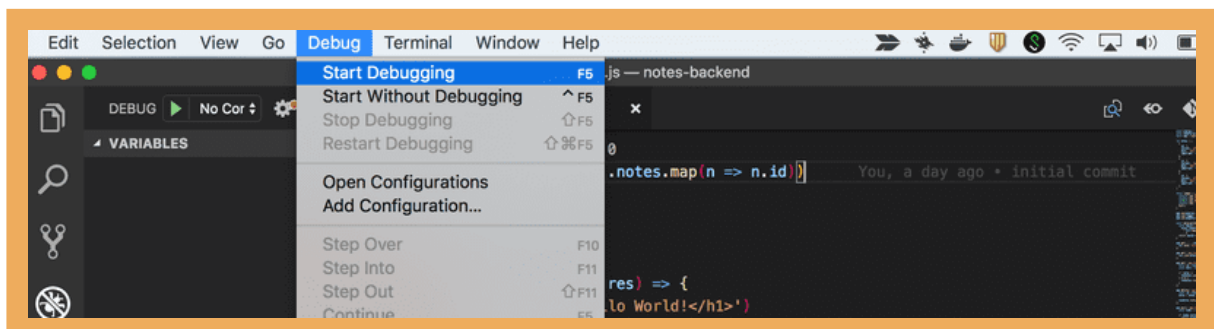 Edit Selection View Go Debug Terminal Window Help
Start Debugging F5
.js — notes-backend
DEBUG No Cor
Start Without Debugging ^F5
Stop Debugging ⇧F5
VARIABLES
Restart Debugging ⇧⌘F5
0
.notes.map(n => n.id))
You, a day ago • initial commit
Open Configurations
Add Configuration...
Step Over F10
Step Into F11
res) => {
Step Out ⇧F11
lo World!</h1>')
Continue F5